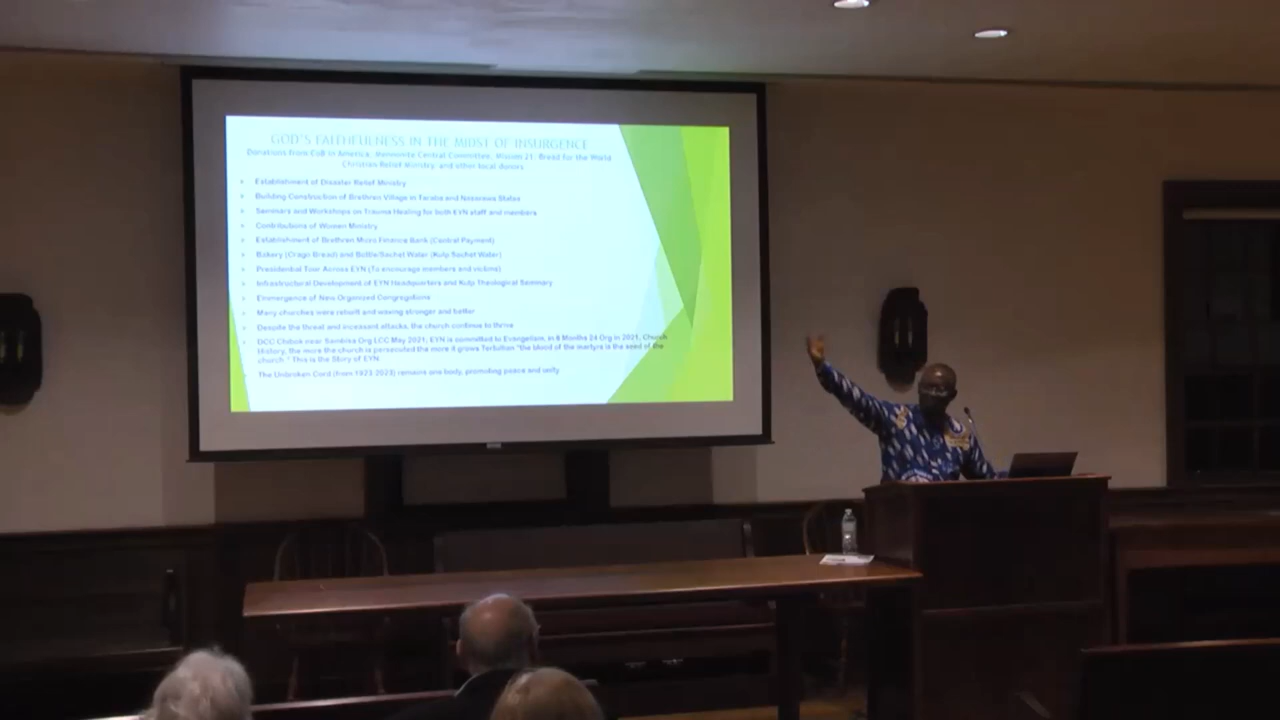 GOD'S FAITHFULNESS IN THE MIDST OF INSURGENCE
Donations from CoB in America, Mennonite Central Committee, Mission 21, Bread for the World
Christian Relief Ministry, and other local donors
Establishment of Disaster Relief Ministry
Building Construction of Brethren Village in Taraba and Nasarawa States
Seminars and Workshops on Trauma Healing for both EYN staff and members
Contributions of Women Ministry
Establishment of Brethren Micro Finance Bank (Central Payment)
Bakery (Crago Bread) and Bottle/Sachet Water (Kulp Sachet Water)
Presidential Tour Across EYN (To encourage members and victims)
Infrastructural Development of EYN Headquarters and Kulp Theological Seminary
Emmergence of New Organized Congregations
Many churches were rebuilt and waxing stronger and better
Despite the threat and incessant attacks, the church continue to thrive
DCC Chibok near Sambisa Org LCC May 2021, EYN is committed to Evangelism, in 8 Months 24 Org in 2021, Church
History, the more the church is persecuted the more it grows Tertullian "the blood of the martyrs is the seed of the
church." This is the Story of EYN
The Unbroken Cord (from 1923-2023) remains one body, promoting peace and unity